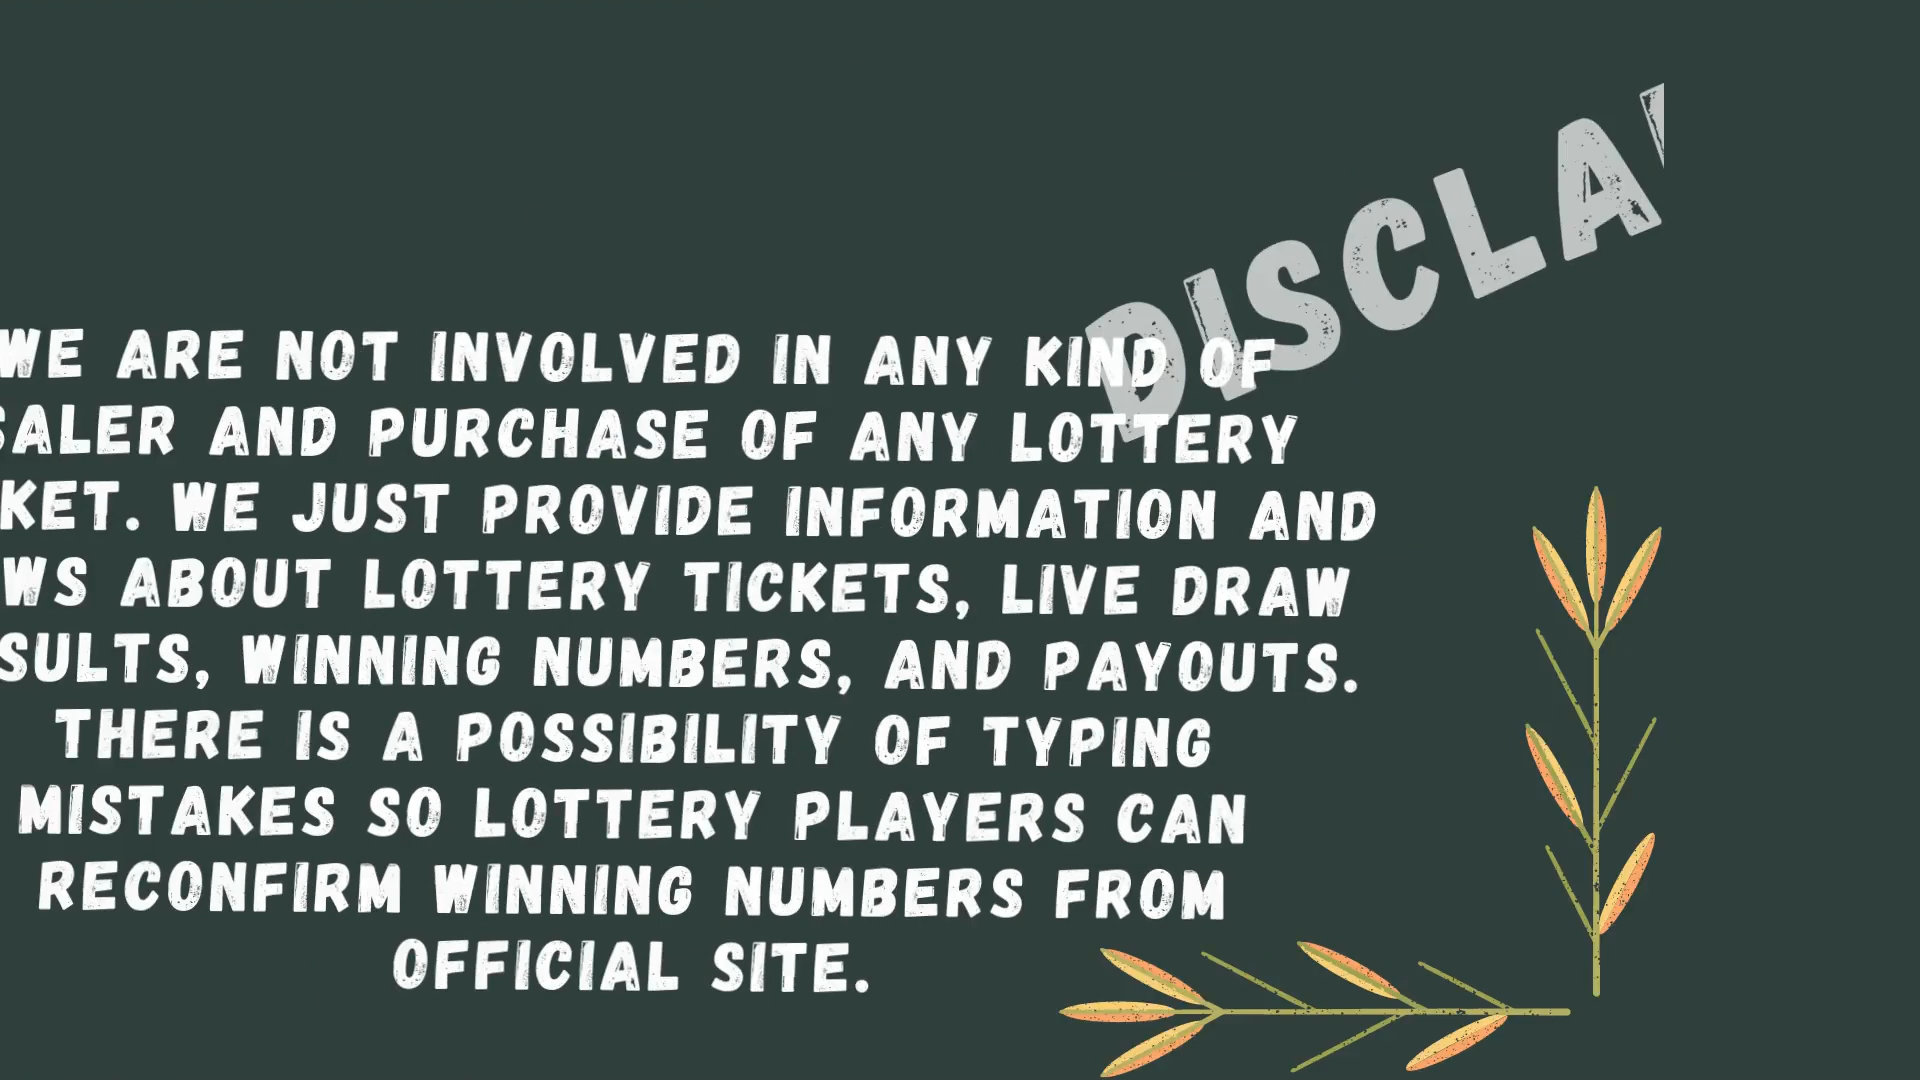 DISCLAI
WE ARE NOT INVOLVED IN ANY KIND OF
SALER AND PURCHASE OF ANY LOTTERY
KET. WE JUST PROVIDE INFORMATION AND
WS ABOUT LOTTERY TICKETS, LIVE DRAW
SULTS, WINNING NUMBERS, AND PAYOUTS.
THERE IS A POSSIBILITY OF TYPING
MISTAKES SO LOTTERY PLAYERS CAN
RECONFIRM WINNING NUMBERS FROM
OFFICIAL SITE.